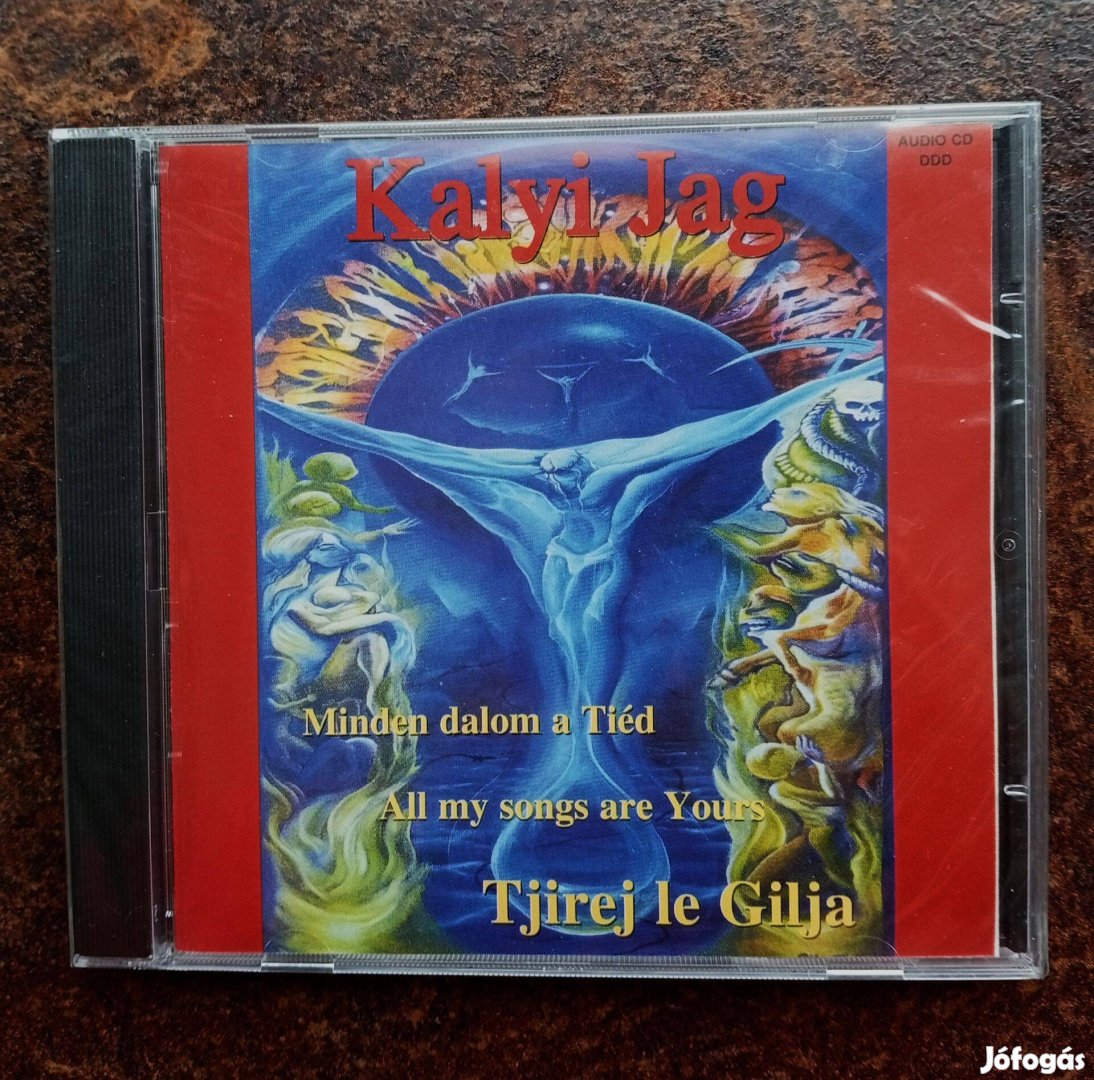 Kalyi Jag
AUDIO CD
DDD
Minden dalom a Tiéd
All my songs are Yours
Tjirej le Gilja
Jófogás